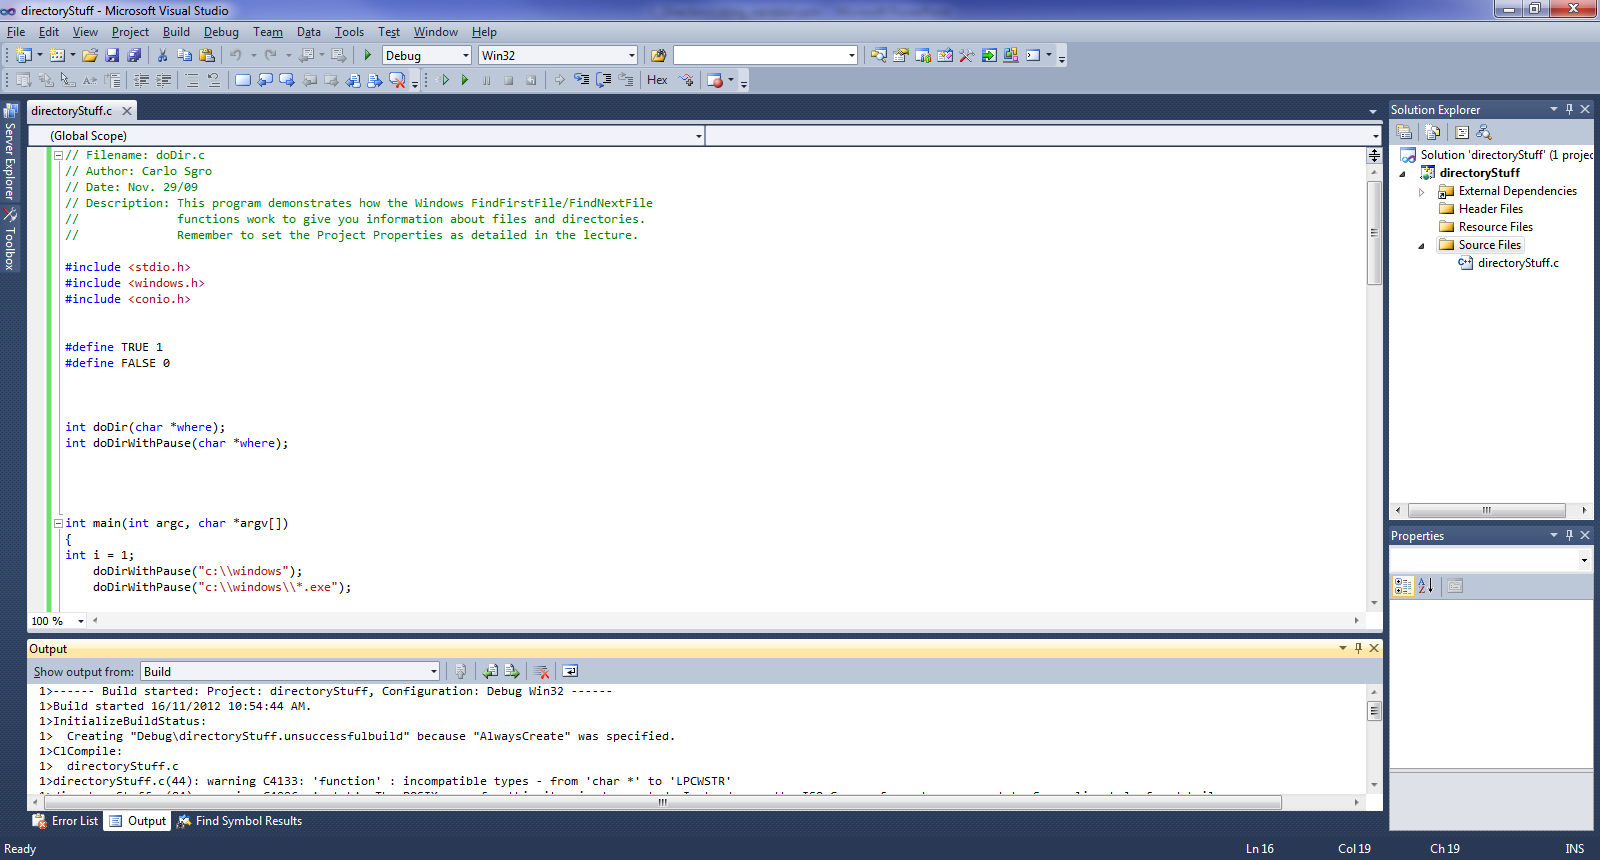 directoryStuff - Microsoft Visual Studio
File Edit View Project Build Debug Team Data Tools Test Window Help
Debug Win32
Hex
Server Explorer
Toolbox
directoryStuff.c
(Global Scope)
// Filename: doDir.c
// Author: Carlo Sgro
// Date: Nov. 29/09
// Description: This program demonstrates how the Windows FindFirstFile/FindNextFile
// functions work to give you information about files and directories.
// Remember to set the Project Properties as detailed in the lecture.
#include <stdio.h>
#include <windows.h>
#include <conio.h>
#define TRUE 1
#define FALSE 0
int doDir(char *where);
int doDirWithPause(char *where);
int main(int argc, char *argv[])
{
int i = 1;
doDirWithPause("c:\\windows");
doDirWithPause("c:\\windows\\*.exe");
100 %
Output
Show output from: Build
1>------ Build started: Project: directoryStuff, Configuration: Debug Win32 ------
1>Build started 16/11/2012 10:54:44 AM.
1>InitializeBuildStatus:
1> Creating "Debug\directoryStuff.unsuccessfulbuild" because "AlwaysCreate" was specified.
1>ClCompile:
1> directoryStuff.c
1>directoryStuff.c(44): warning C4133: 'function' : incompatible types - from 'char *' to 'LPCWSTR'
Error List Output Find Symbol Results
Solution Explorer
Solution 'directoryStuff' (1 projec
directoryStuff
External Dependencies
Header Files
Resource Files
Source Files
directoryStuff.c
Properties
Ready Ln 16 Col 19 Ch 19 INS